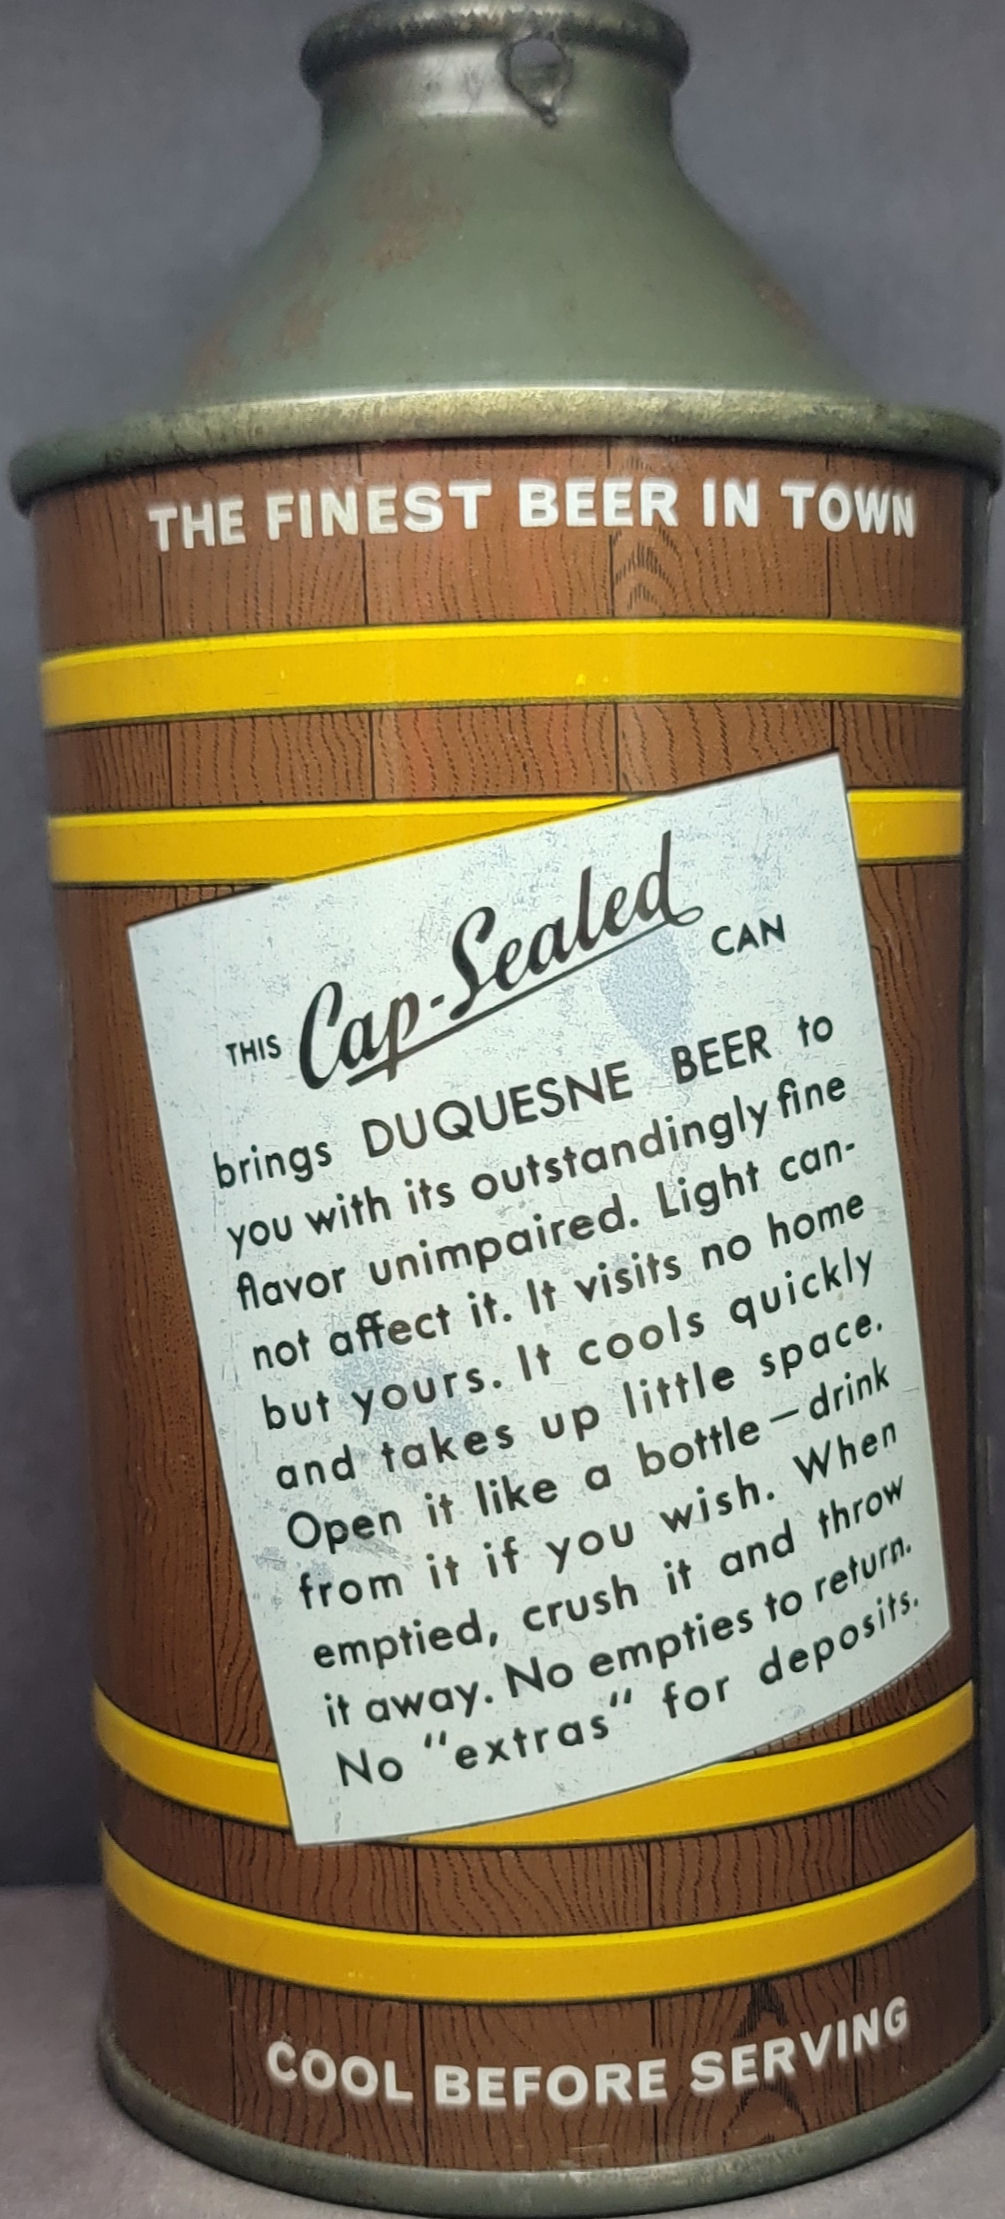 THE FINEST BEER IN TOWN
THIS Cap-Sealed CAN
brings DUQUESNE BEER to
you with its outstandingly fine
flavor unimpaired. Light can-
not affect it. It visits no home
but yours. It cools quickly
and takes up little space.
Open it like a bottle—drink
from it if you wish. When
emptied, crush it and throw
it away. No empties to return.
No "extras" for deposits.
COOL BEFORE SERVING